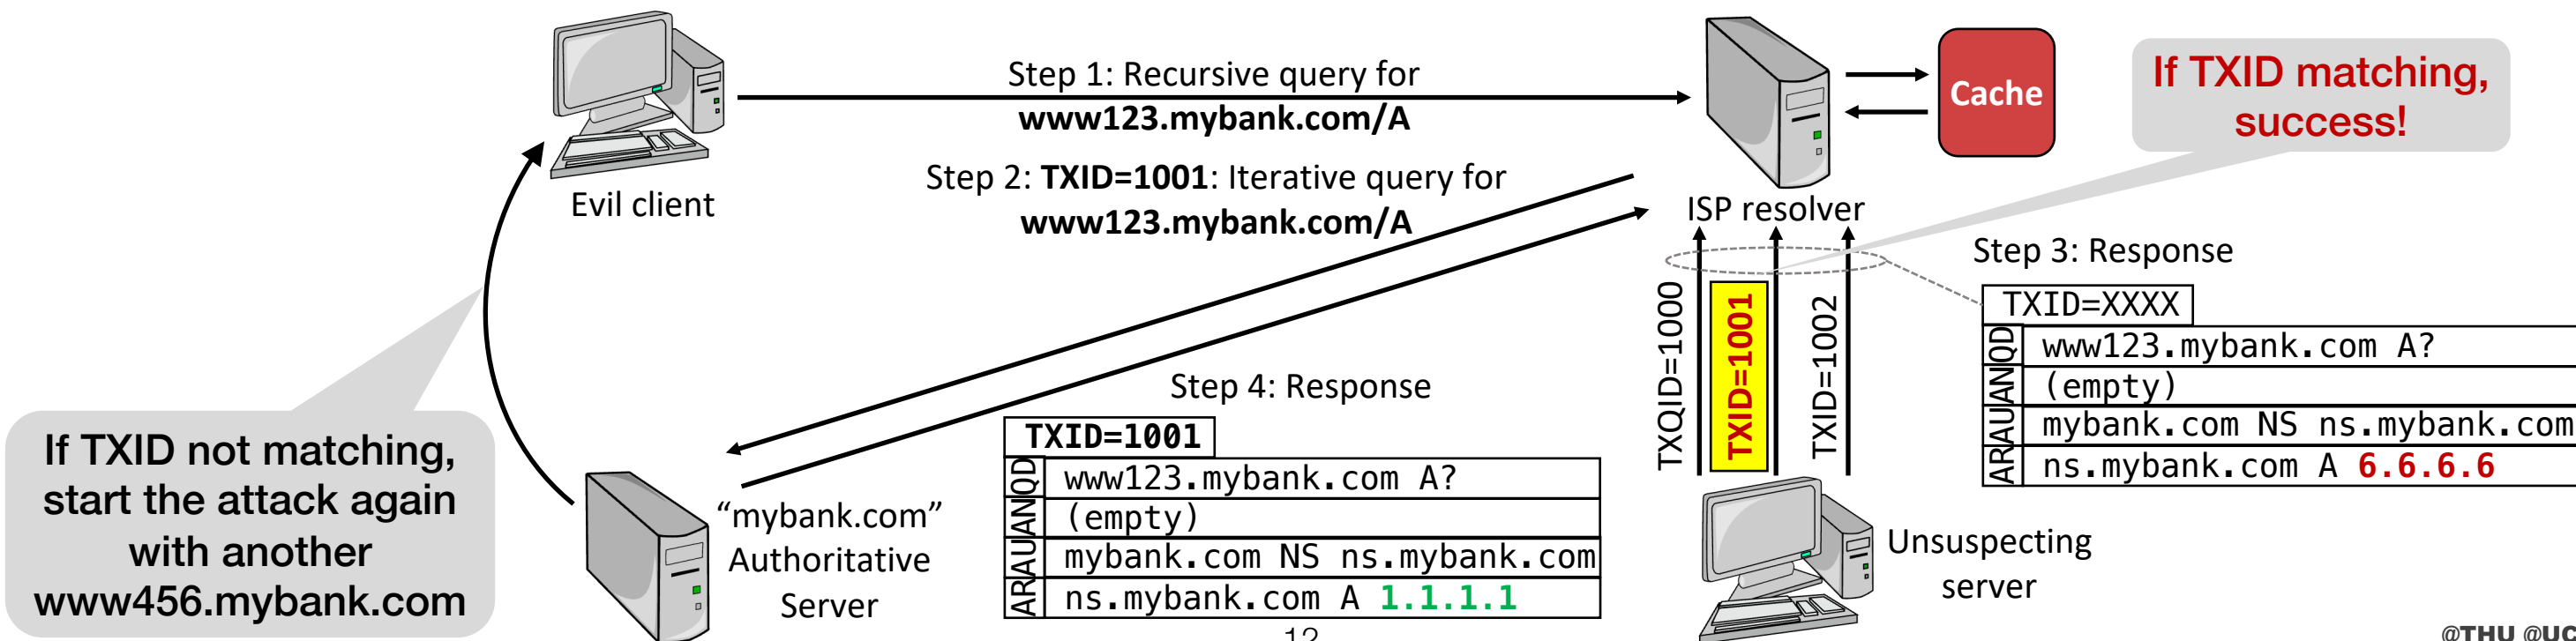 Step 1: Recursive query for
www123.mybank.com/A
Cache
If TXID matching,
success!
Evil client
Step 2: TXID=1001: Iterative query for
www123.mybank.com/A
ISP resolver
Step 3: Response
TXQID=1000
TXID=1001
TXID=1002
TXID=XXXX
QD www123.mybank.com A?
AN (empty)
AU mybank.com NS ns.mybank.com
AR ns.mybank.com A 6.6.6.6
Step 4: Response
If TXID not matching,
start the attack again
with another
www456.mybank.com
"mybank.com"
Authoritative
Server
TXID=1001
QD www123.mybank.com A?
AN (empty)
AU mybank.com NS ns.mybank.com
AR ns.mybank.com A 1.1.1.1
Unsuspecting
server
12
@THU @UC